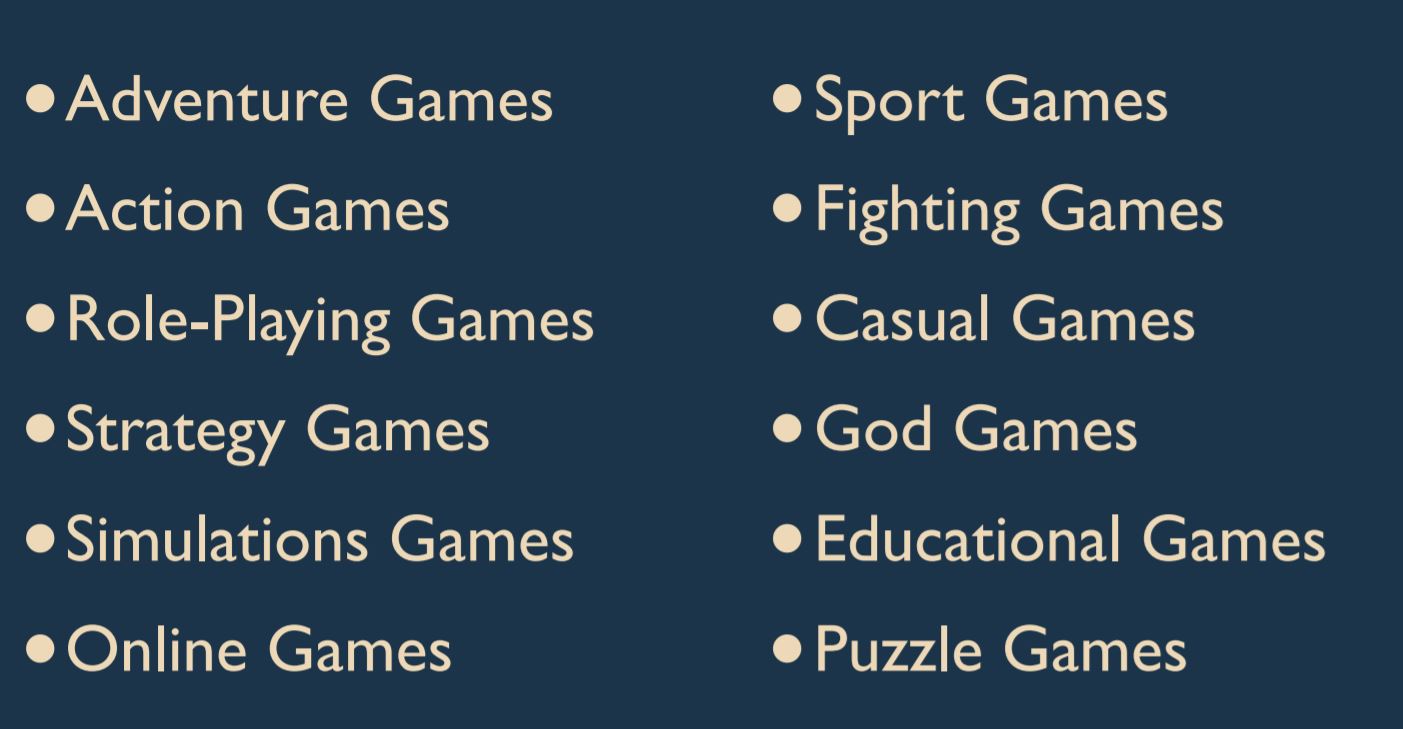 • Adventure Games
• Action Games
• Role-Playing Games
• Strategy Games
• Simulations Games
• Online Games
• Sport Games
• Fighting Games
• Casual Games
• God Games
• Educational Games
• Puzzle Games